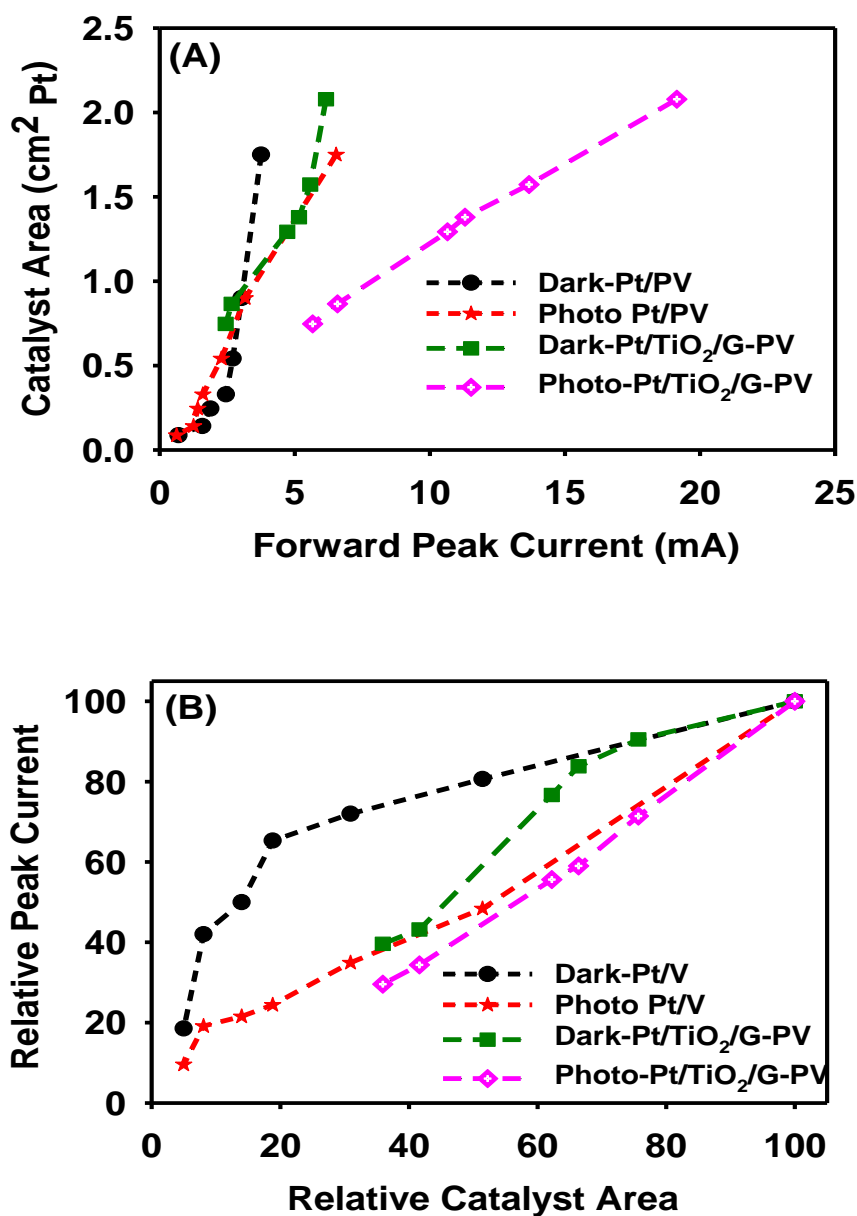 (A)
2.5
2.0
1.5
1.0
0.5
0.0
Catalyst Area (cm² Pt)
Dark-Pt/PV
Photo Pt/PV
Dark-Pt/TiO₂/G-PV
Photo-Pt/TiO₂/G-PV
0 5 10 15 20 25
Forward Peak Current (mA)
(B)
100
80
60
40
20
0
Relative Peak Current
Dark-Pt/V
Photo Pt/V
Dark-Pt/TiO₂/G-PV
Photo-Pt/TiO₂/G-PV
0 20 40 60 80 100
Relative Catalyst Area